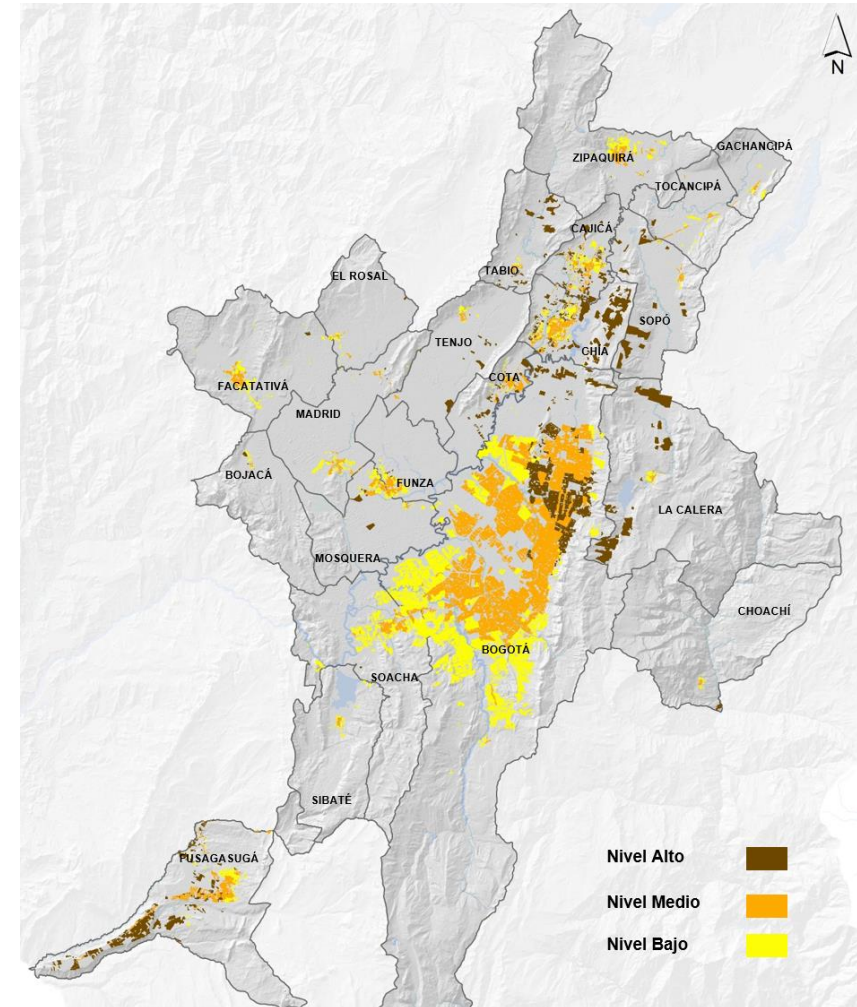 N
GACHANCIPÁ
ZIPAQUIRÁ
TOCANCIPÁ
CAJICÁ
TABIO
EL ROSAL
SOPÓ
TENJO
CHÍA
COTA
FACATATIVÁ
MADRID
BOJACÁ
FUNZA
LA CALERA
MOSQUERA
CHOACHÍ
BOGOTÁ
SOACHA
SIBATÉ
FUSAGASUGÁ
Nivel Alto
Nivel Medio
Nivel Bajo